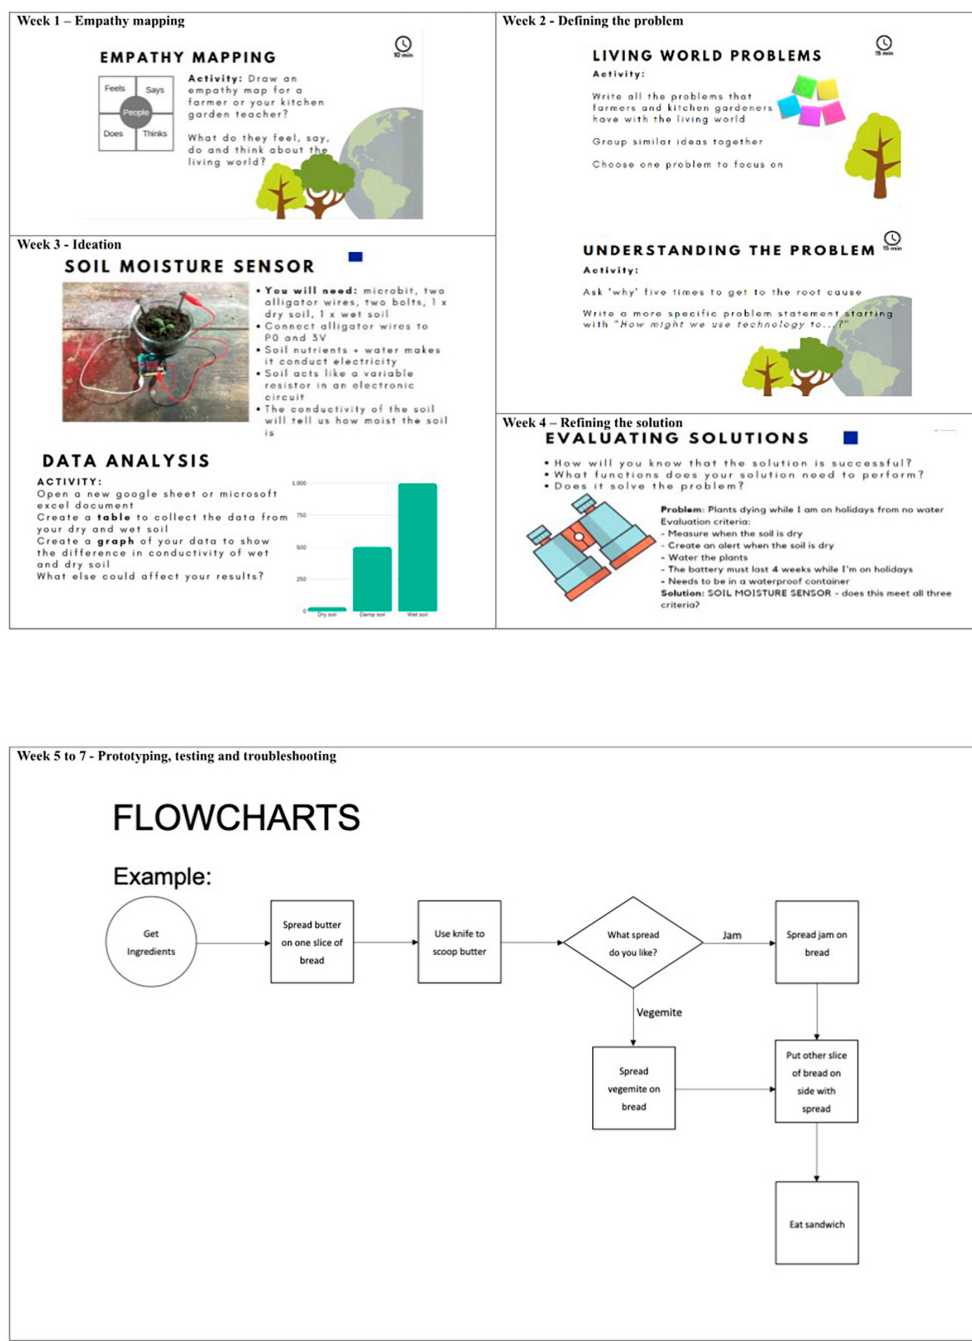 Week 1 – Empathy mapping
EMPATHY MAPPING
10 min
Feels
Says
People
Does
Thinks
Activity: Draw an
empathy map for a
farmer or your kitchen
garden teacher?
What do they feel, say,
do and think about the
living world?
Week 2 - Defining the problem
LIVING WORLD PROBLEMS
15 min
Activity:
Write all the problems that
farmers and kitchen gardeners
have with the living world
Group similar ideas together
Choose one problem to focus on
UNDERSTANDING THE PROBLEM
15 min
Activity:
Ask 'why' five times to get to the root cause
Write a more specific problem statement starting
with "How might we use technology to...?"
Week 3 - Ideation
SOIL MOISTURE SENSOR
• You will need: microbit, two
alligator wires, two bolts, 1 x
dry soil, 1 x wet soil
• Connect alligator wires to
P0 and 3V
• Soil nutrients + water makes
it conduct electricity
• Soil acts like a variable
resistor in an electronic
circuit
• The conductivity of the soil
will tell us how moist the soil
is
DATA ANALYSIS
ACTIVITY:
Open a new google sheet or microsoft
excel document
Create a table to collect the data from
your dry and wet soil
Create a graph of your data to show
the difference in conductivity of wet
and dry soil
What else could affect your results?
1,000
750
500
250
0
Dry soil
Damp soil
Wet soil
Week 4 – Refining the solution
EVALUATING SOLUTIONS
• How will you know that the solution is successful?
• What functions does your solution need to perform?
• Does it solve the problem?
Problem: Plants dying while I am on holidays from no water
Evaluation criteria:
- Measure when the soil is dry
- Create an alert when the soil is dry
- Water the plants
- The battery must last 4 weeks while I'm on holidays
- Needs to be in a waterproof container
Solution: SOIL MOISTURE SENSOR - does this meet all three
criteria?
Week 5 to 7 - Prototyping, testing and troubleshooting
FLOWCHARTS
Example:
Get
Ingredients
Spread butter
on one slice of
bread
Use knife to
scoop butter
What spread
do you like?
Jam
Spread jam on
bread
Vegemite
Spread
vegemite on
bread
Put other slice
of bread on
side with
spread
Eat sandwich